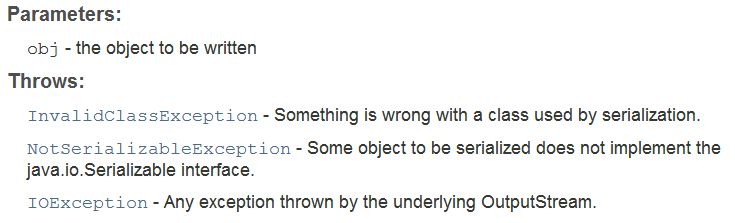 Parameters:
obj - the object to be written
Throws:
InvalidClassException - Something is wrong with a class used by serialization.
NotSerializableException - Some object to be serialized does not implement the
java.io.Serializable interface.
IOException - Any exception thrown by the underlying OutputStream.